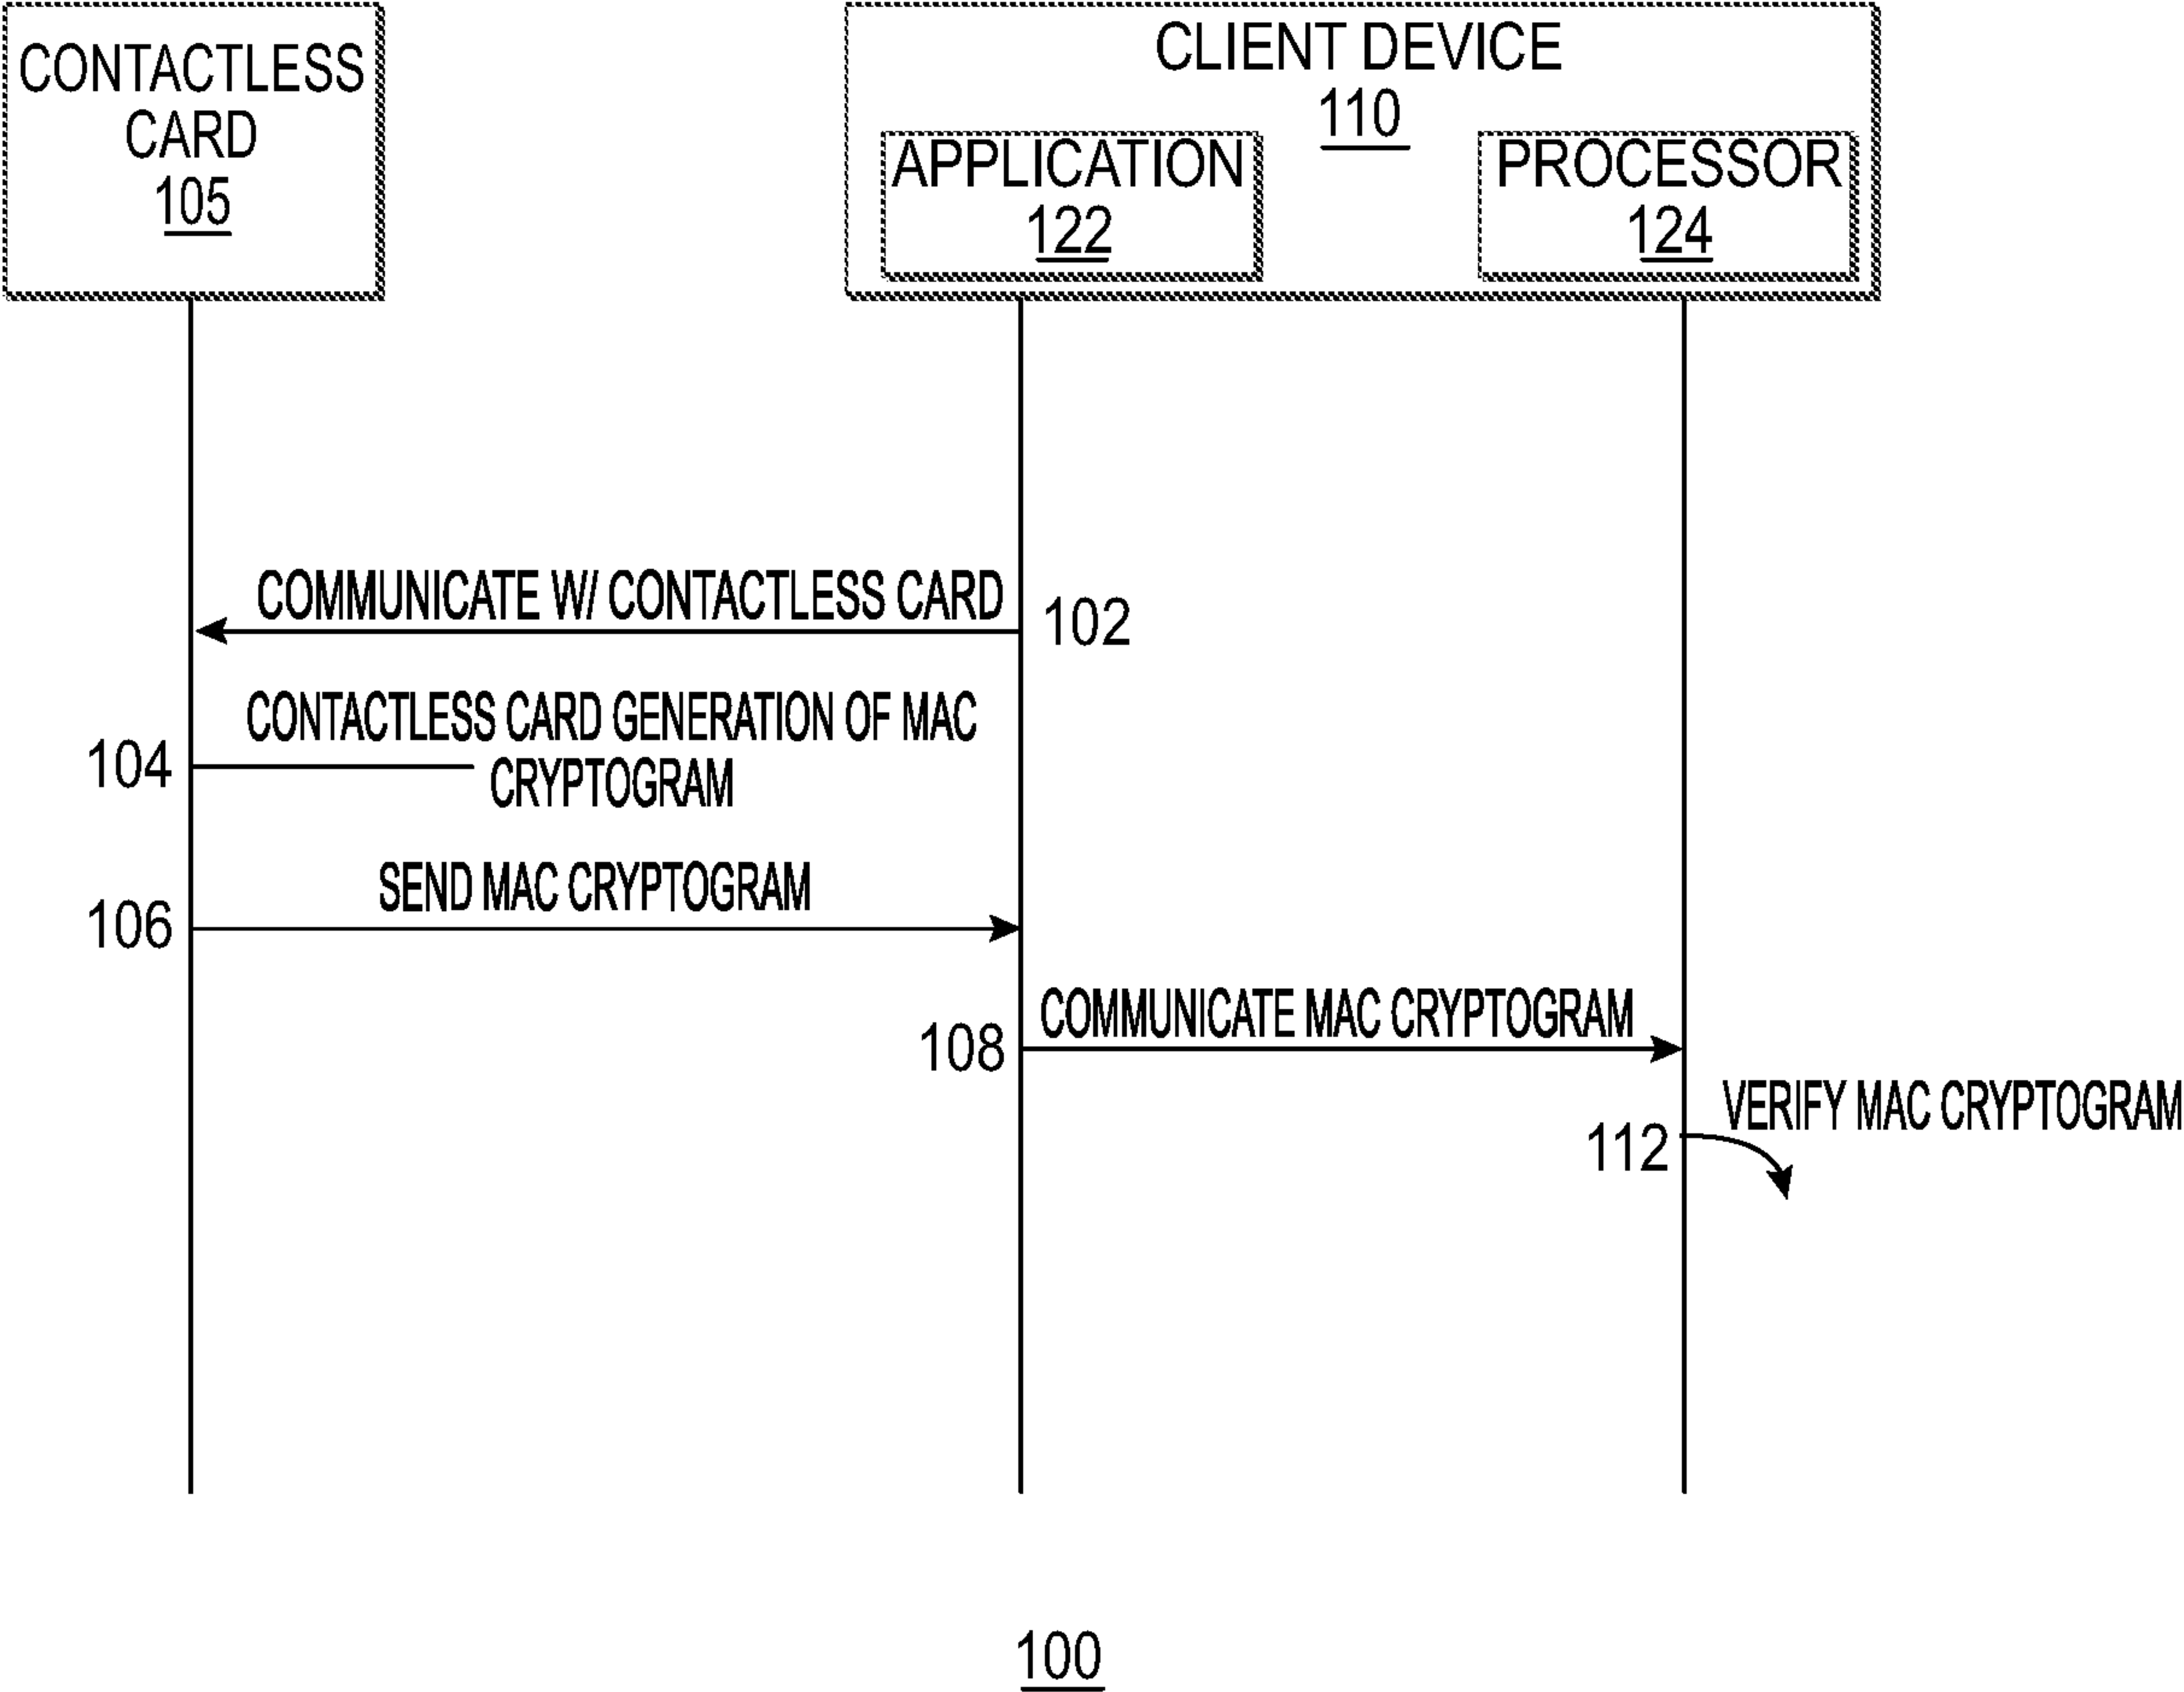 CONTACTLESS
CARD
105
CLIENT DEVICE
110
APPLICATION
122
PROCESSOR
124
COMMUNICATE W/ CONTACTLESS CARD
102
CONTACTLESS CARD GENERATION OF MAC
104
CRYPTOGRAM
SEND MAC CRYPTOGRAM
106
COMMUNICATE MAC CRYPTOGRAM
108
VERIFY MAC CRYPTOGRAM
112
100